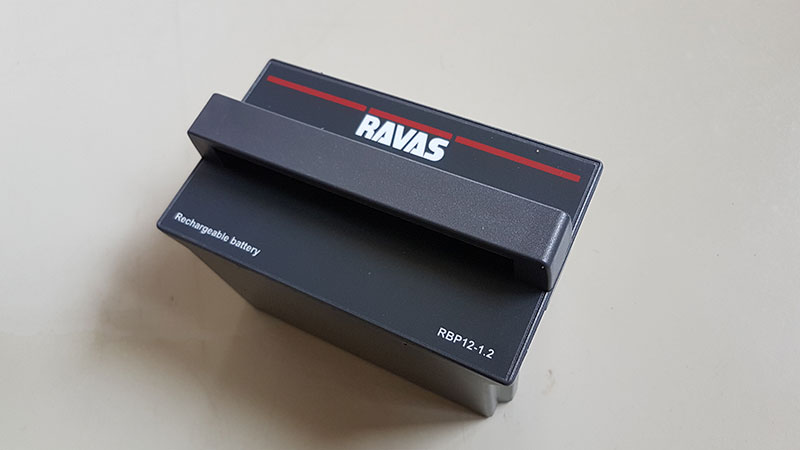 RAVAS
Rechargeable battery
RBP12-1.2